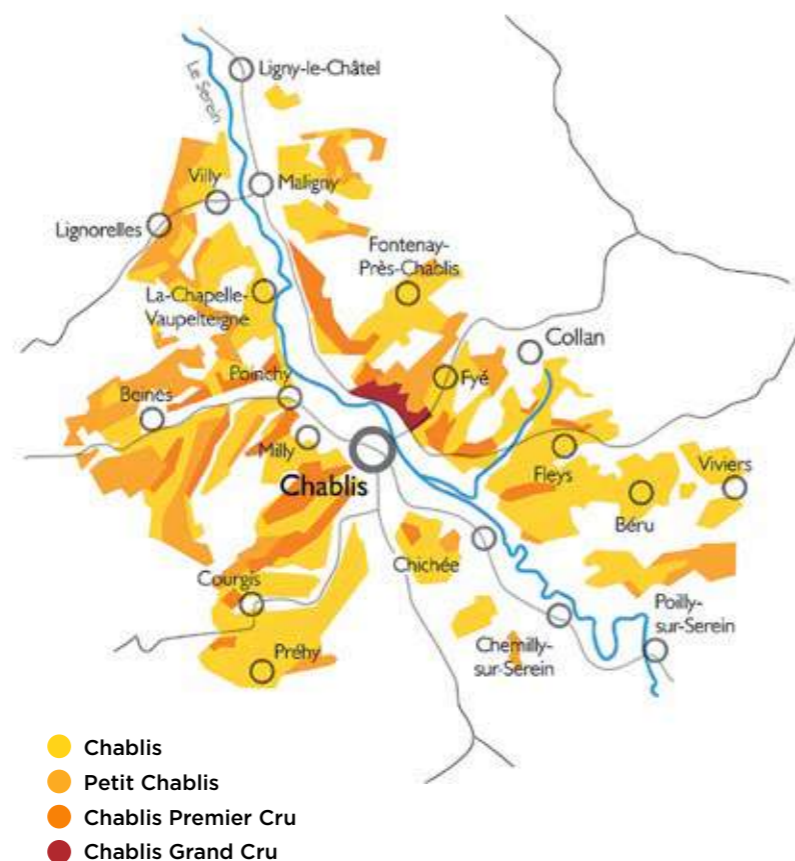 Le Serein
Ligny-le-Châtel
Villy
Maligny
Lignorelles
Fontenay-
Près-Chablis
La-Chapelle-
Vaupelteigne
Collan
Poinchy
Fyé
Beines
Milly
Chablis
Fleys
Viviers
Béru
Chichée
Courgis
Poilly-
sur-Serein
Chemilly-
sur-Serein
Préhy
Chablis
Petit Chablis
Chablis Premier Cru
Chablis Grand Cru